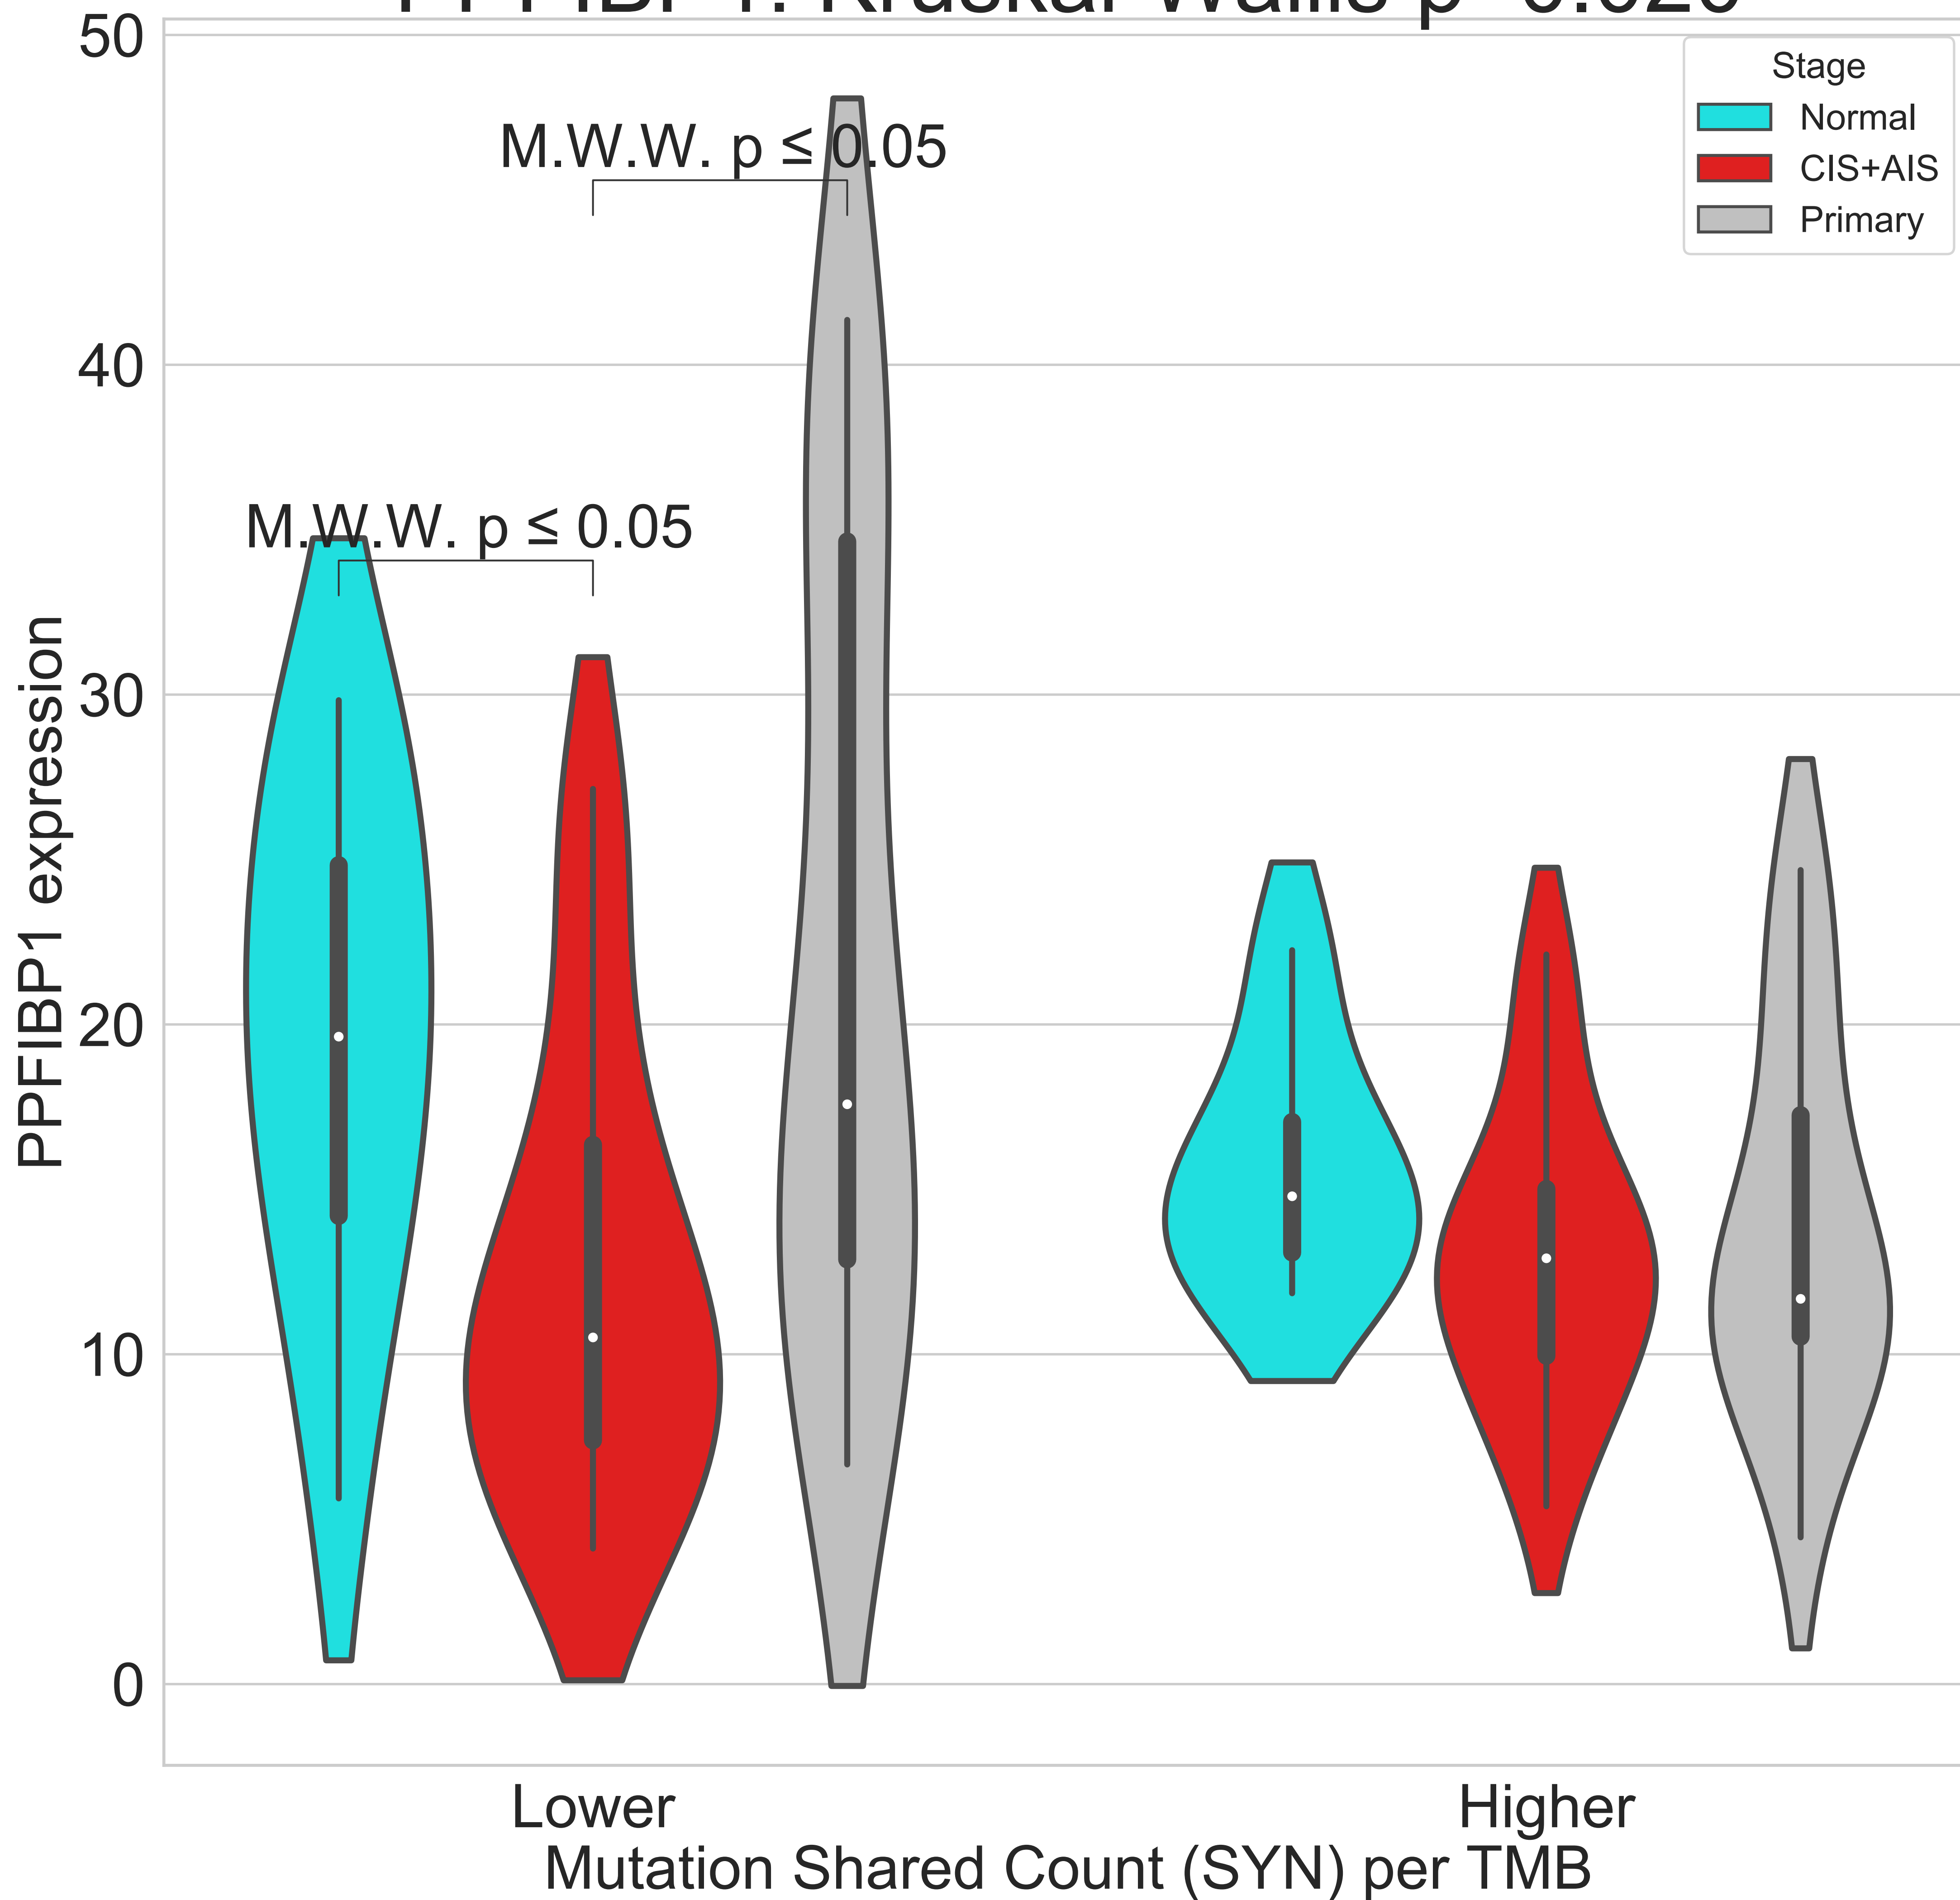 50
Stage
Normal
CIS+AIS
Primary
M.W.W. p ≤ 0.05
40
M.W.W. p ≤ 0.05
30
PPFIBP1 expression
20
10
0
Lower
Higher
Mutation Shared Count (SYN) per TMB